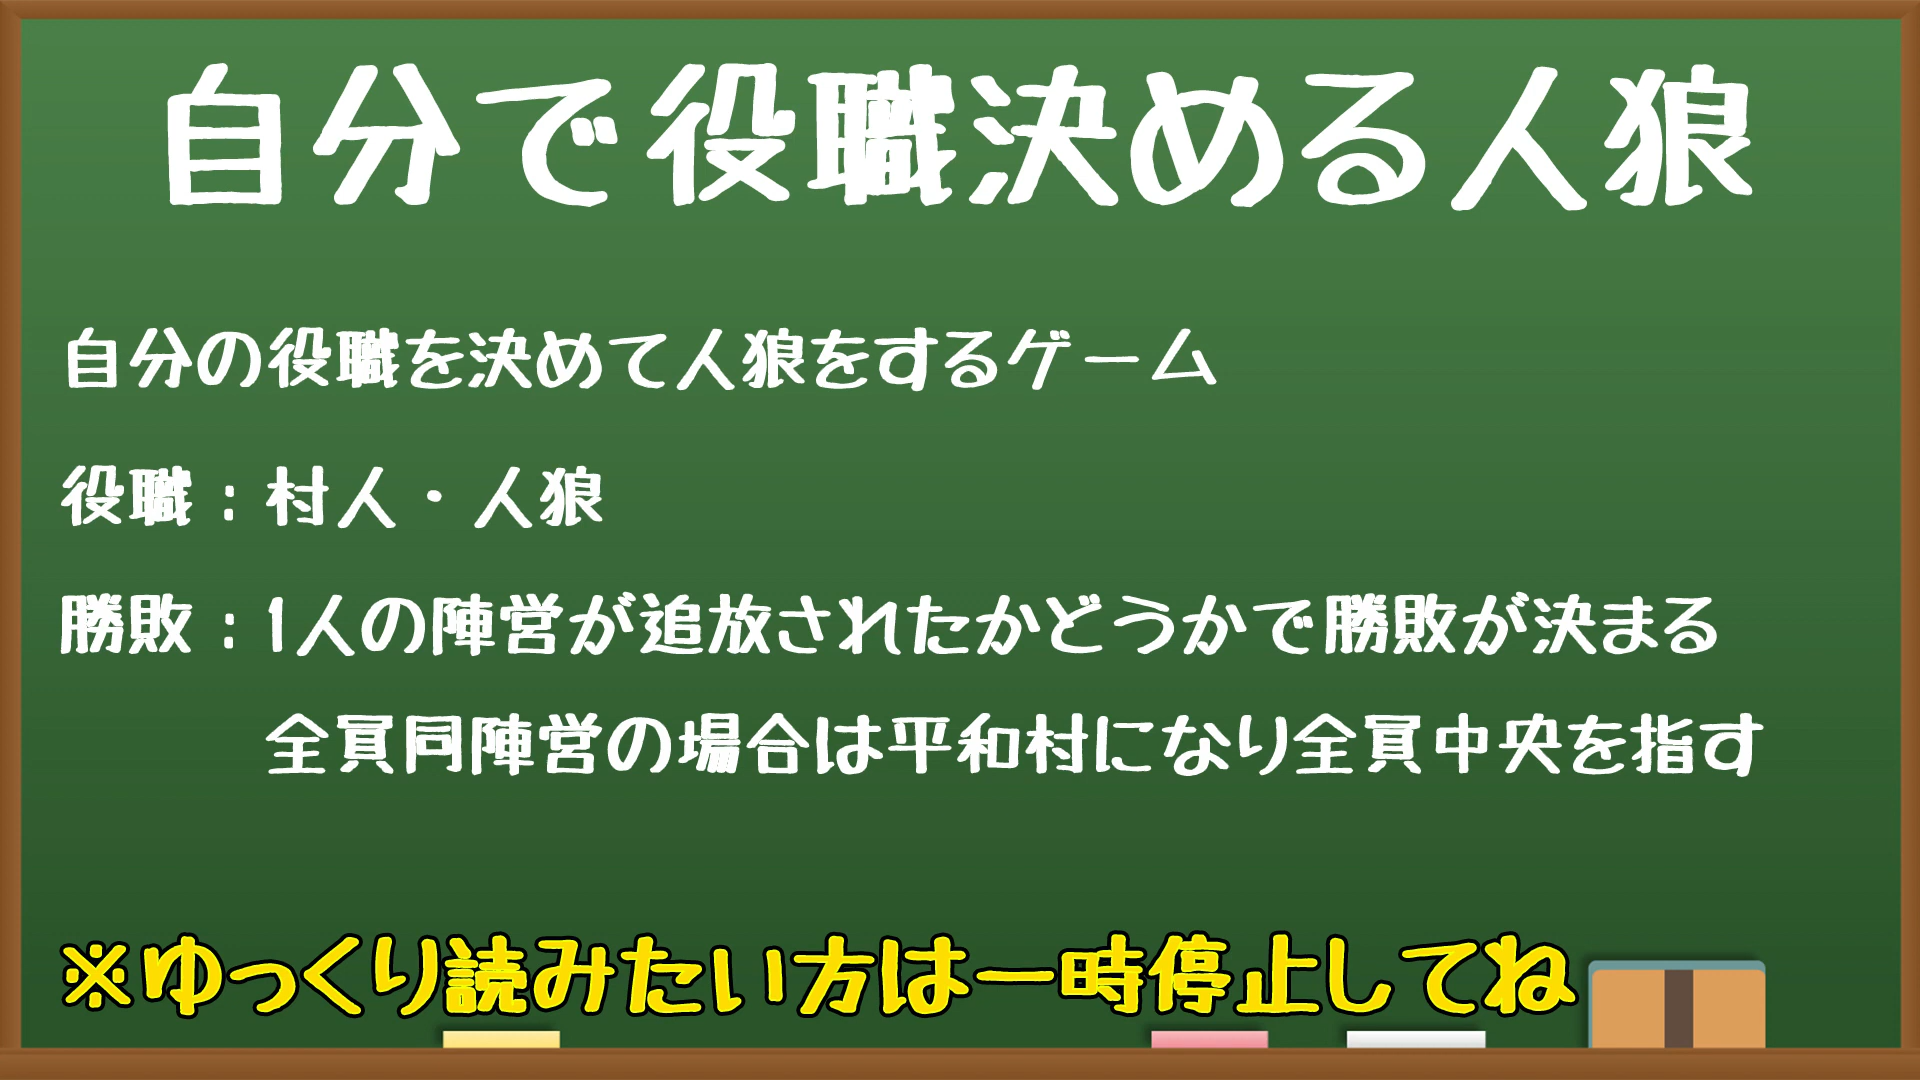 自分で役職決める人狼
自分の役職を決めて人狼をするゲーム
役職：村人・人狼
勝敗：1人の陣営が追放されたかどうかで勝敗が決まる
全員同陣営の場合は平和村になり全員中央を指す
※ゆっくり読みたい方は一時停止してね